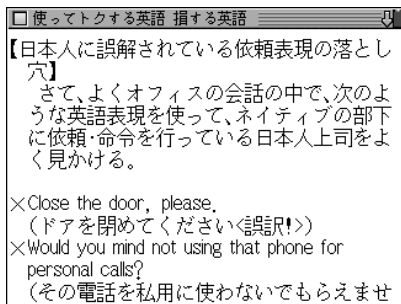 使ってトクする英語 損する英語
【日本人に誤解されている依頼表現の落とし
穴】
さて、よくオフィスの会話の中で、次のよ
うな英語表現を使って、ネイティブの部下
に依頼・命令を行っている日本人上司をよ
く見かける。
×Close the door, please.
(ドアを閉めてください<誤訳!>)
×Would you mind not using that phone for
personal calls?
(その電話を私用に使わないでもらえませ